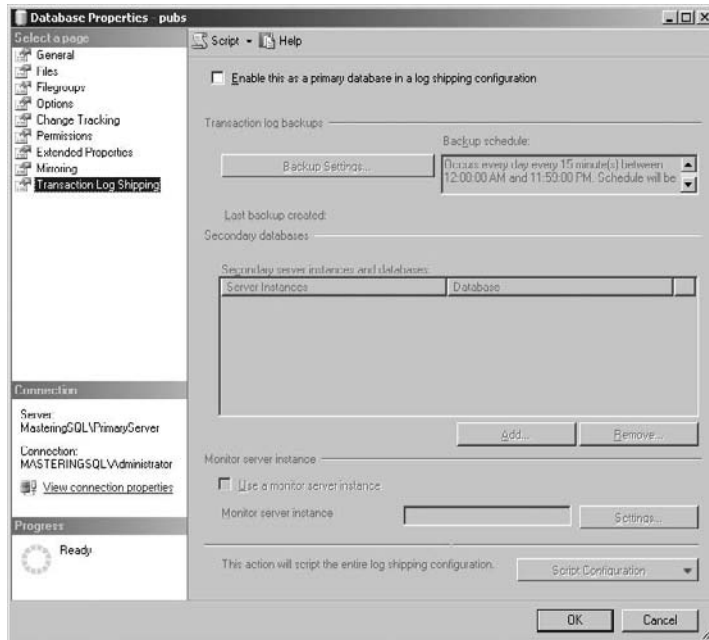 Database Properties - pubs
Select a page
General
Files
Filegroups
Options
Change Tracking
Permissions
Extended Properties
Mirroring
Transaction Log Shipping
Script
Help
Enable this as a primary database in a log shipping configuration
Transaction log backups
Backup schedule:
Backup Settings...
Occurs every day every 15 minute(s) between
12:00:00 AM and 11:59:00 PM. Schedule will be
Last backup created:
Secondary databases
Secondary server instances and databases:
Server Instances Database
Add... Remove...
Monitor server instance
Use a monitor server instance
Monitor server instance
Settings...
This action will script the entire log shipping configuration.
Script Configuration
Connection
Server:
MasteringSQL\PrimaryServer
Connection:
MASTERINGSQL\Administrator
View connection properties
Progress
Ready
OK Cancel